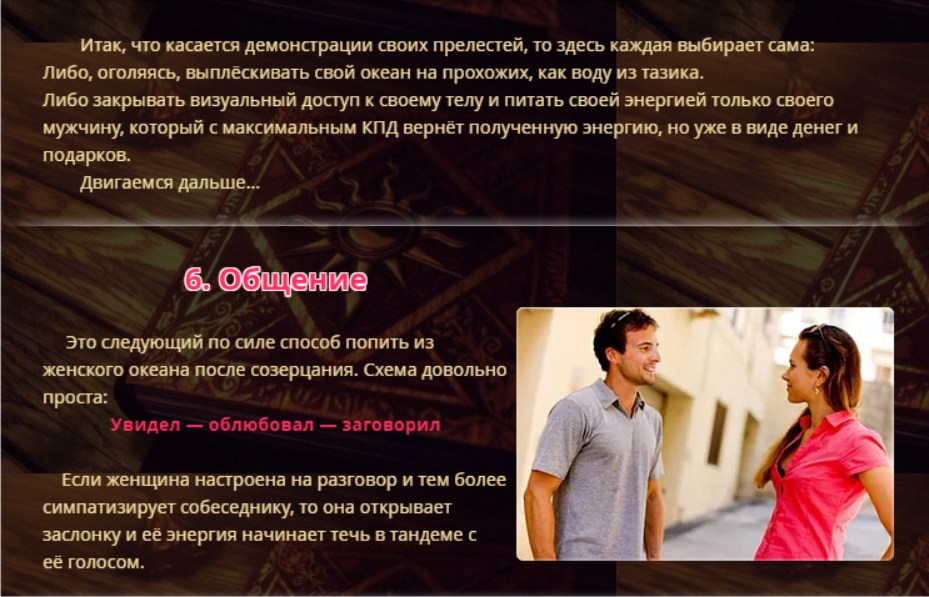 Итак, что касается демонстрации своих прелестей, то здесь каждая выбирает сама:
Либо, оголяясь, выплёскивать свой океан на прохожих, как воду из тазика.
Либо закрывать визуальный доступ к своему телу и питать своей энергией только своего
мужчину, который с максимальным КПД вернёт полученную энергию, но уже в виде денег и
подарков.
Двигаемся дальше...
6. Общение
Это следующий по силе способ попить из
женского океана после созерцания. Схема довольно
проста:
Увидел — облюбовал — заговорил
Если женщина настроена на разговор и тем более
симпатизирует собеседнику, то она открывает
заслонку и её энергия начинает течь в тандеме с
её голосом.